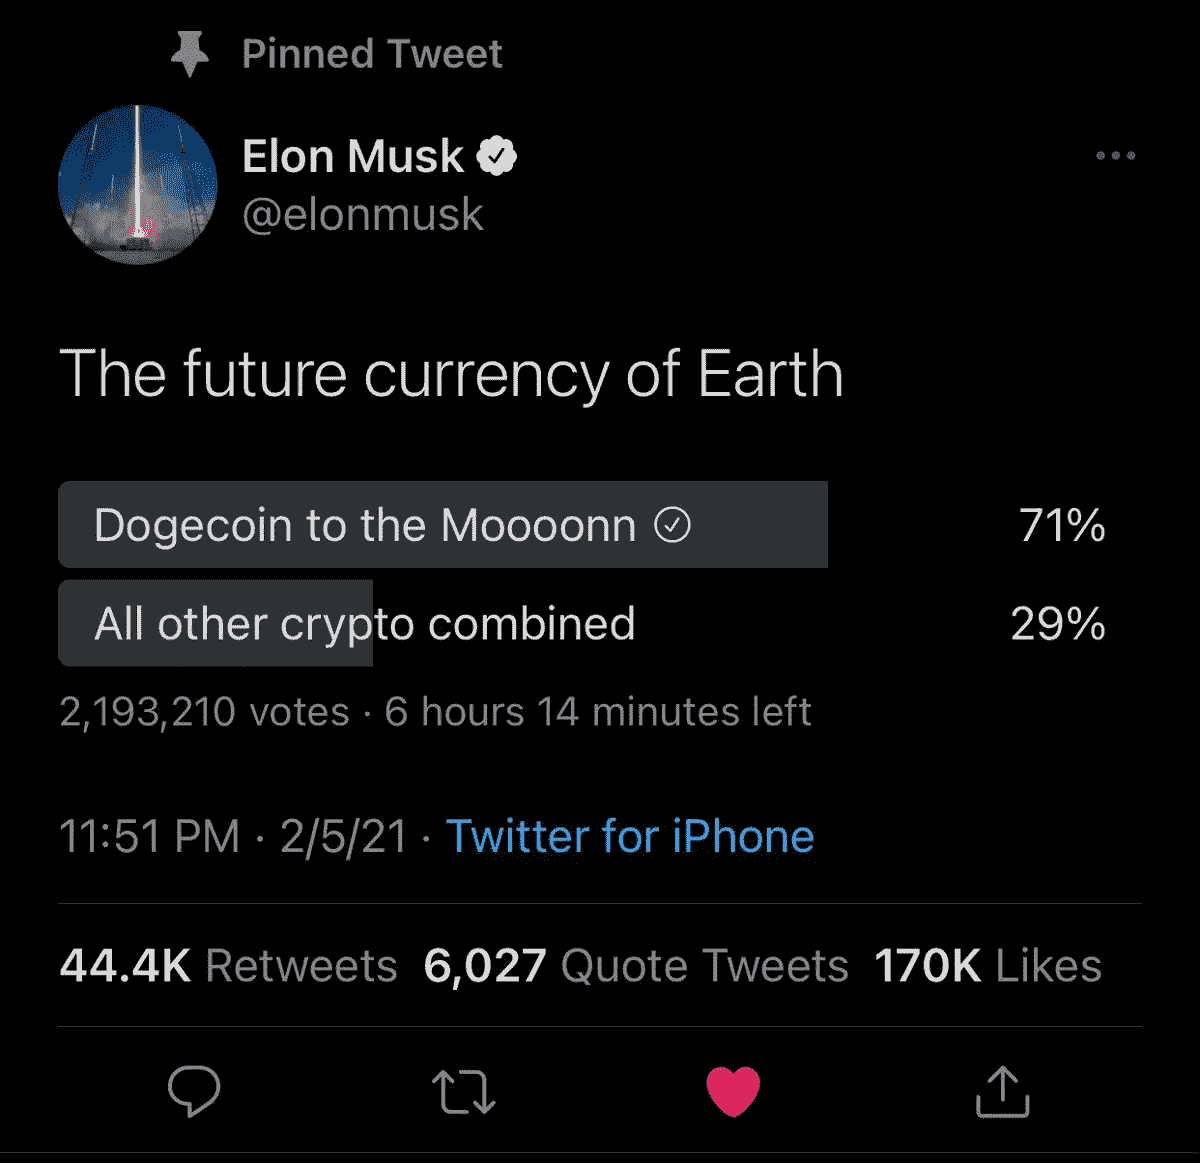 Pinned Tweet
Elon Musk
@elonmusk
The future currency of Earth
Dogecoin to the Moooonn 71%
All other crypto combined 29%
2,193,210 votes · 6 hours 14 minutes left
11:51 PM · 2/5/21 · Twitter for iPhone
44.4K Retweets 6,027 Quote Tweets 170K Likes